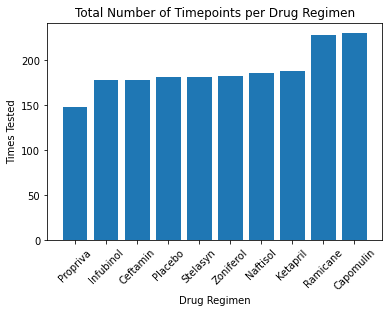 Total Number of Timepoints per Drug Regimen
Times Tested
200
150
100
50
0
Propriva
Infubinol
Ceftamin
Placebo
Stelasyn
Zoniferol
Naftisol
Ketapril
Ramicane
Capomulin
Drug Regimen